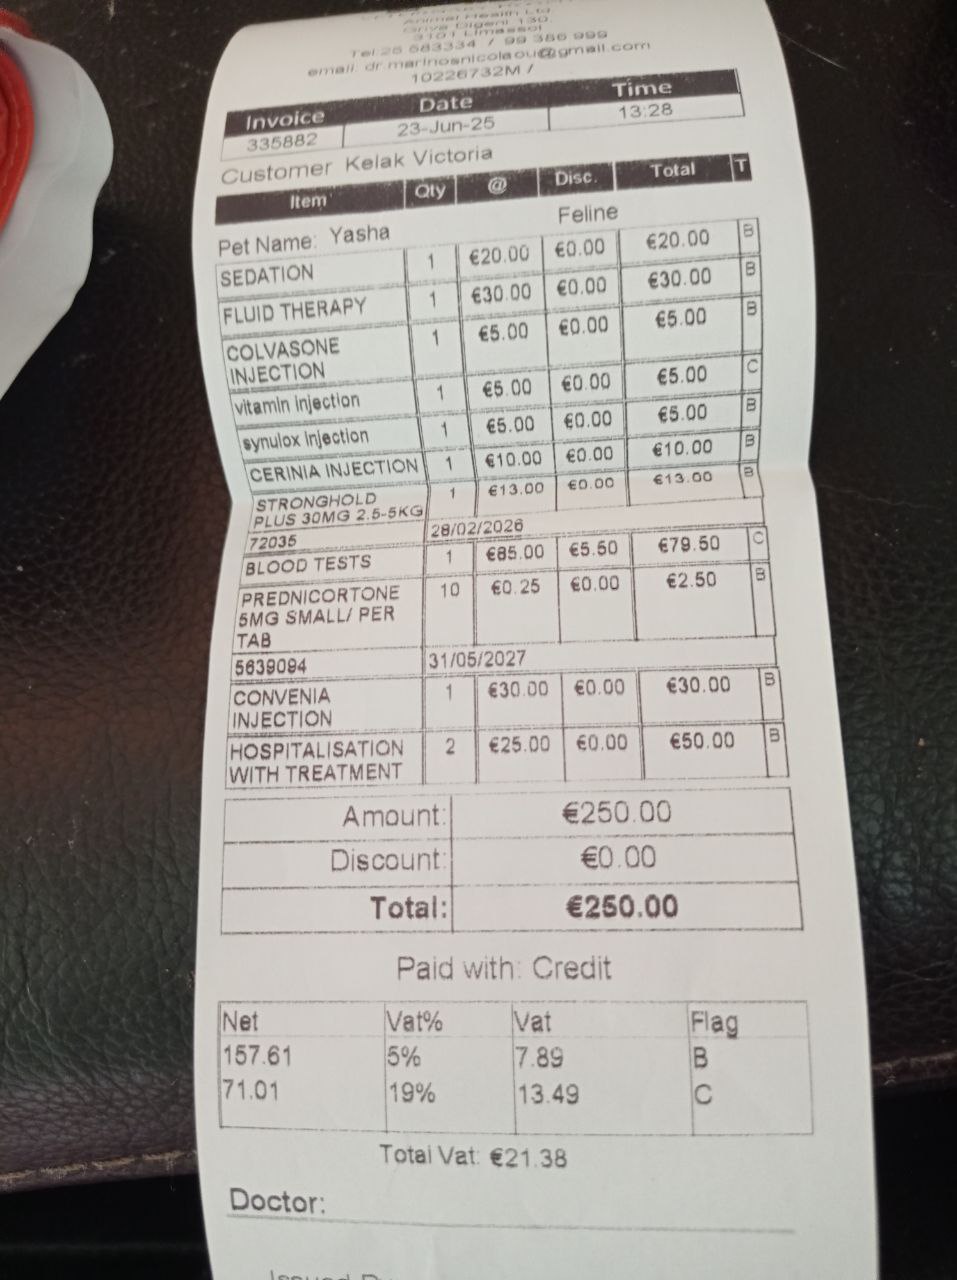 Animal Health Ltd.
Griva Digeni 130.
3101 Limassol
Tel 25 583334 / 99 386 999
email. dr.marinosnicolaou@gmail.com
10226732M /
Invoice Date Time
335882 23-Jun-25 13:28
Customer Kelak Victoria
Item Qty @ Disc. Total T
Pet Name: Yasha Feline
SEDATION 1 €20.00 €0.00 €20.00 B
FLUID THERAPY 1 €30.00 €0.00 €30.00 B
COLVASONE 1 €5.00 €0.00 €5.00 B
INJECTION
vitamin injection 1 €5.00 €0.00 €5.00 C
synulox injection 1 €5.00 €0.00 €5.00 B
CERINIA INJECTION 1 €10.00 €0.00 €10.00 B
STRONGHOLD 1 €13.00 €0.00 €13.00 B
PLUS 30MG 2.5-5KG
72035 28/02/2026
BLOOD TESTS 1 €85.00 €5.50 €79.50 C
PREDNICORTONE 10 €0.25 €0.00 €2.50 B
5MG SMALL/ PER
TAB
5639094 31/05/2027
CONVENIA 1 €30.00 €0.00 €30.00 B
INJECTION
HOSPITALISATION 2 €25.00 €0.00 €50.00 B
WITH TREATMENT
Amount: €250.00
Discount: €0.00
Total: €250.00
Paid with: Credit
Net Vat% Vat Flag
157.61 5% 7.89 B
71.01 19% 13.49 C
Total Vat: €21.38
Doctor: